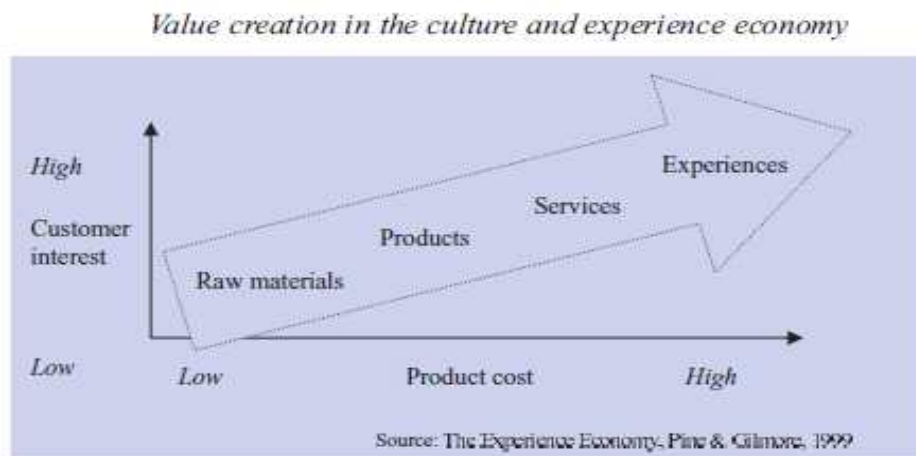 Value creation in the culture and experience economy
High
Experiences
Services
Customer
interest
Products
Raw materials
Low
Low
Product cost
High
Source: The Experience Economy, Pine & Gilmore, 1999